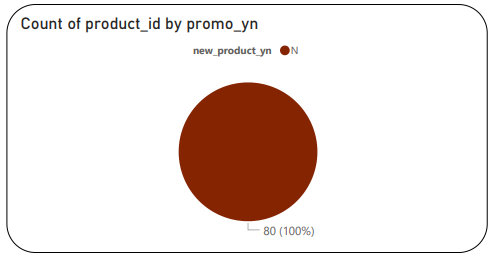 Count of product_id by promo_yn
new_product_yn N
80 (100%)